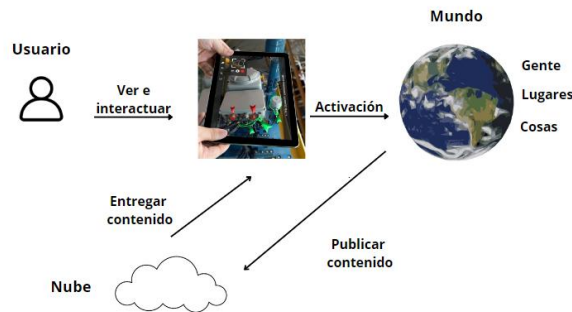 Mundo
Usuario
Gente
Ver e
interactuar
Activación
Lugares
Cosas
Entregar
contenido
Publicar
contenido
Nube